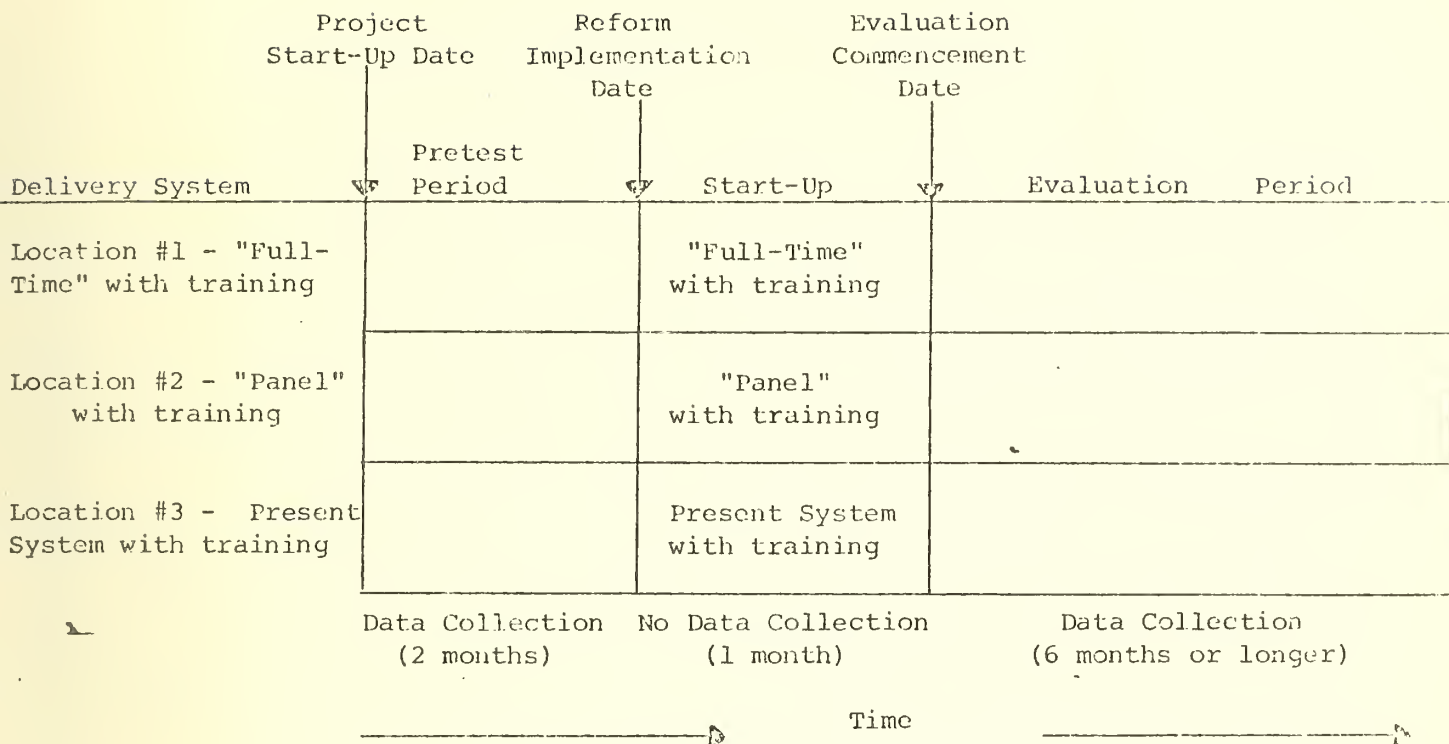 Project Reform Evaluation
Start-Up Date Implementation Commencement
Date Date
Pretest
Delivery System Period Start-Up Evaluation Period
Location #1 - "Full- "Full-Time"
Time" with training with training
Location #2 - "Panel" "Panel"
with training with training
Location #3 - Present Present System
System with training with training
Data Collection No Data Collection Data Collection
(2 months) (1 month) (6 months or longer)
Time